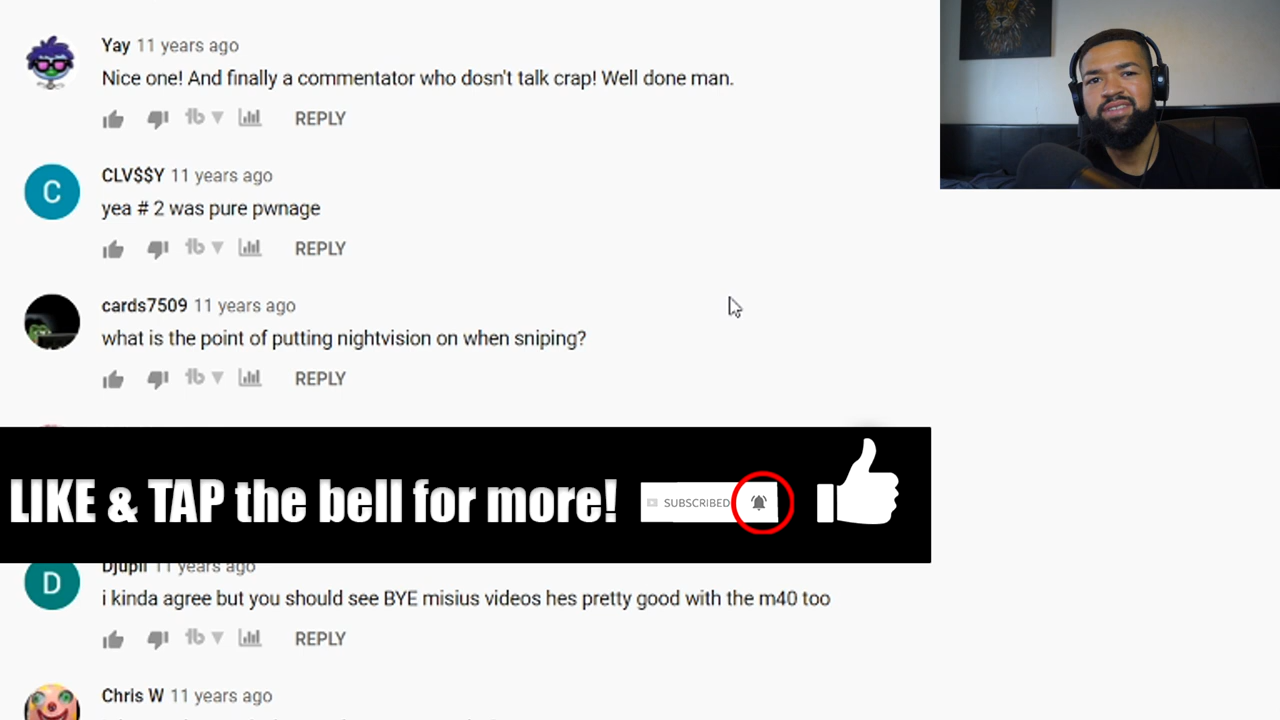 Yay 11 years ago
Nice one! And finally a commentator who dosn't talk crap! Well done man.
REPLY
C
CLV$$Y 11 years ago
yea # 2 was pure pwnage
REPLY
cards7509 11 years ago
what is the point of putting nightvision on when sniping?
REPLY
LIKE & TAP the bell for more!
SUBSCRIBED
D
Djupil 11 years ago
i kinda agree but you should see BYE misius videos hes pretty good with the m40 too
REPLY
Chris W 11 years ago